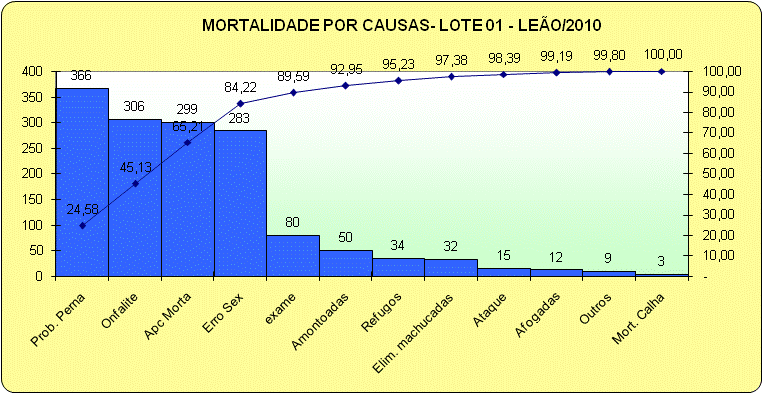 MORTALIDADE POR CAUSAS- LOTE 01 - LEÃO/2010
24,58 45,13 65,21 84,22 89,59 92,95 95,23 97,38 98,39 99,19 99,80 100,00
366 306 299 283 80 50 34 32 15 12 9 3
400
350
300
250
200
150
100
50
0
100,00
90,00
80,00
70,00
60,00
50,00
40,00
30,00
20,00
10,00
-
Prob. Perna
Onfalite
Apc Morta
Erro Sex
exame
Amontoadas
Refugos
Elim. machucadas
Ataque
Afogadas
Outros
Mort. Calha